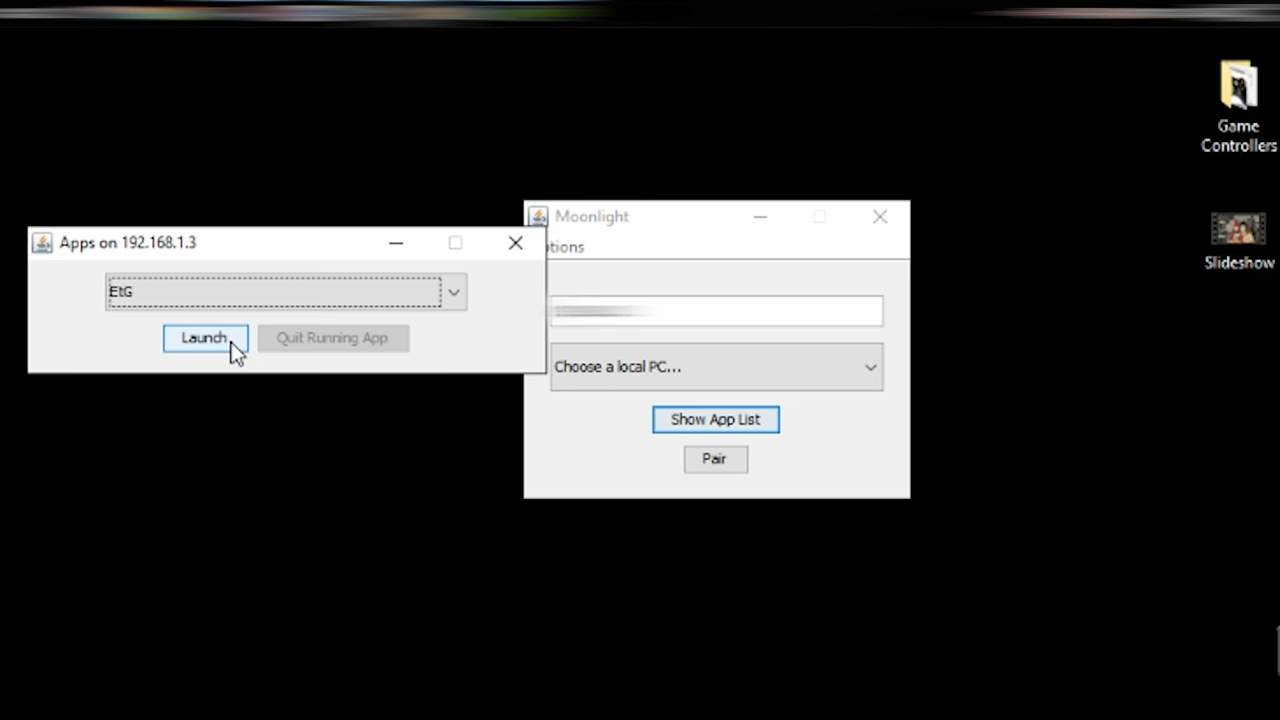 Game
Controllers
Slideshow
Moonlight
tions
Apps on 192.168.1.3
EtG
Launch
Quit Running App
Choose a local PC...
Show App List
Pair